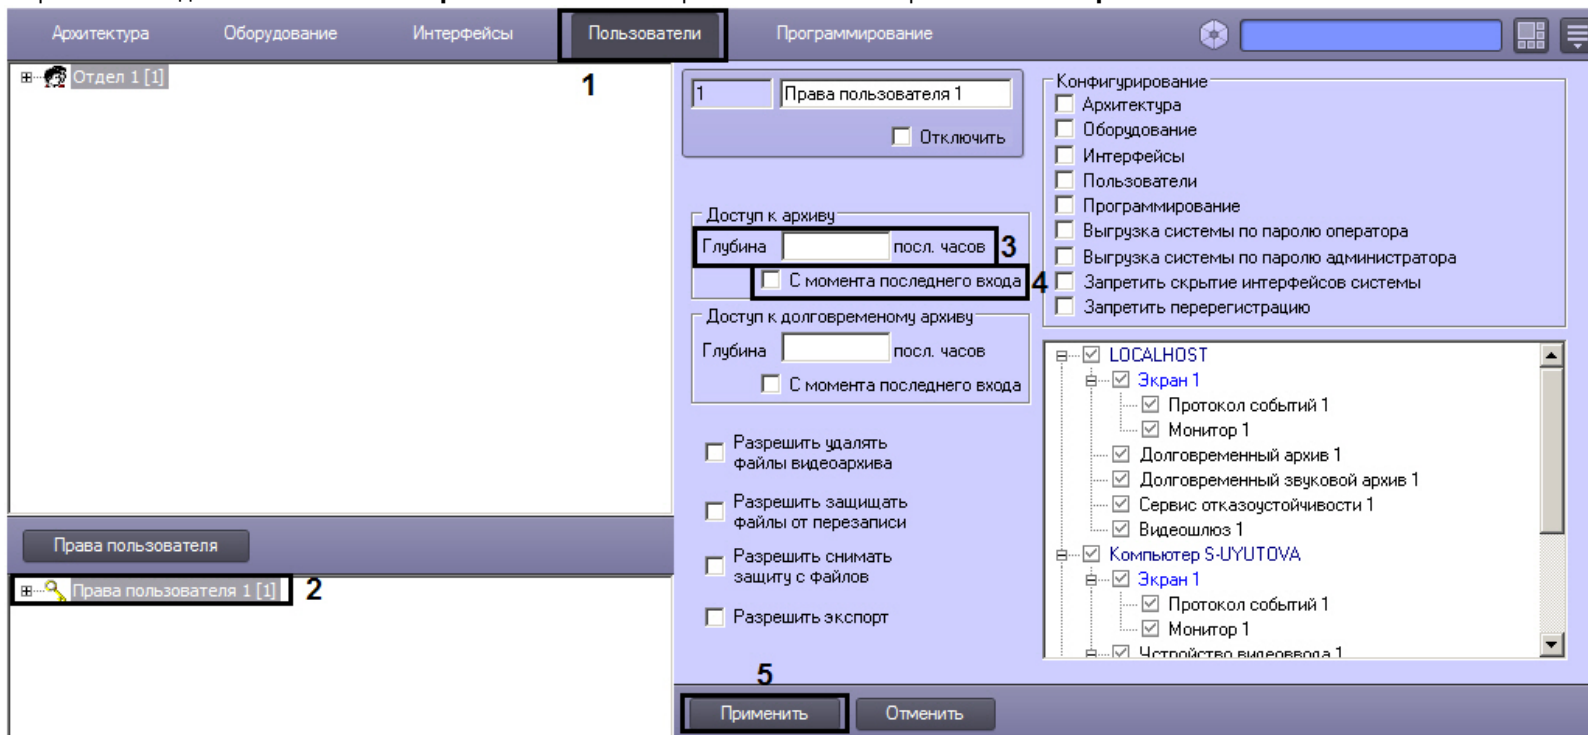 Архитектура Оборудование Интерфейсы Пользователи Программирование
1
Отдел 1 [1]
Права пользователя
Права пользователя 1 [1] 2
1 Права пользователя 1
Отключить
Доступ к архиву
Глубина посл. часов 3
С момента последнего входа 4
Доступ к долговременому архиву
Глубина посл. часов
С момента последнего входа
Разрешить удалять
файлы видеоархива
Разрешить защищать
файлы от перезаписи
Разрешить снимать
защиту с файлов
Разрешить экспорт
Конфигурирование
Архитектура
Оборудование
Интерфейсы
Пользователи
Программирование
Выгрузка системы по паролю оператора
Выгрузка системы по паролю администратора
Запретить скрытие интерфейсов системы
Запретить перерегистрацию
LOCALHOST
Экран 1
Протокол событий 1
Монитор 1
Долговременный архив 1
Долговременный звуковой архив 1
Сервис отказоустойчивости 1
Видеошлюз 1
Компьютер S-UYUTOVA
Экран 1
Протокол событий 1
Монитор 1
Устройство видеоввода 1
5
Применить Отменить